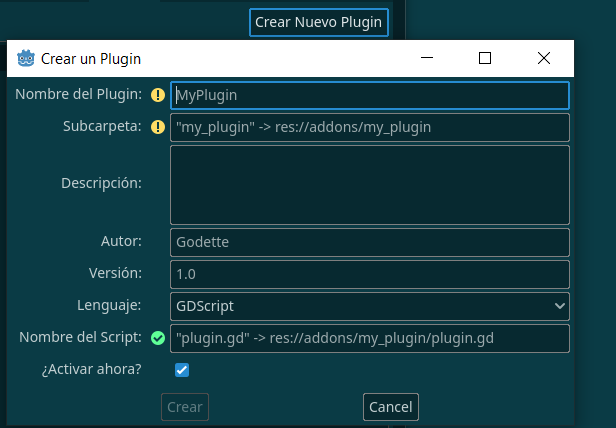 Crear Nuevo Plugin
Crear un Plugin
Nombre del Plugin: MyPlugin
Subcarpeta: "my_plugin" -> res://addons/my_plugin
Descripción:
Autor: Godette
Versión: 1.0
Lenguaje: GDScript
Nombre del Script: "plugin.gd" -> res://addons/my_plugin/plugin.gd
¿Activar ahora?
Crear Cancel